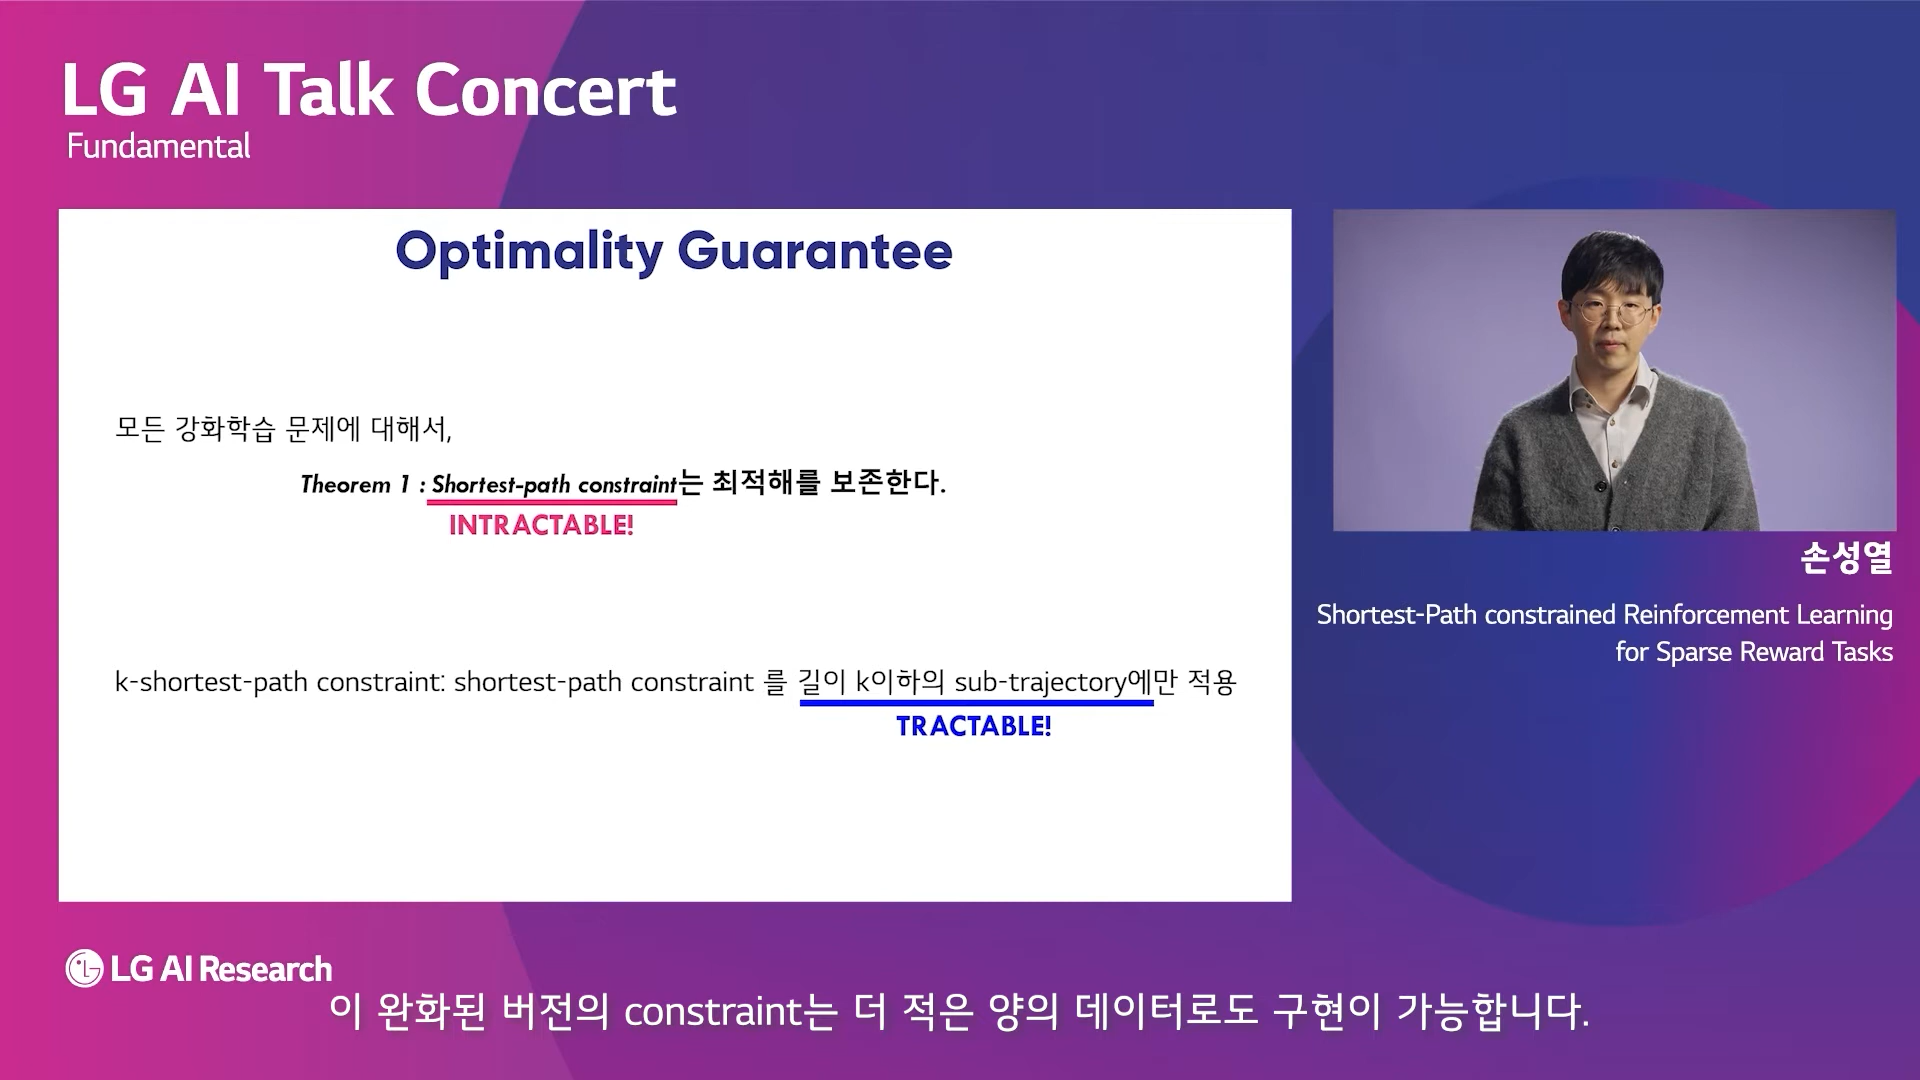 LG AI Talk Concert
Fundamental
Optimality Guarantee
모든 강화학습 문제에 대해서,
Theorem 1 : Shortest-path constraint는 최적해를 보존한다.
INTRACTABLE!
k-shortest-path constraint: shortest-path constraint 를 길이 k이하의 sub-trajectory에만 적용
TRACTABLE!
손성열
Shortest-Path constrained Reinforcement Learning
for Sparse Reward Tasks
LG AI Research
이 완화된 버전의 constraint는 더 적은 양의 데이터로도 구현이 가능합니다.